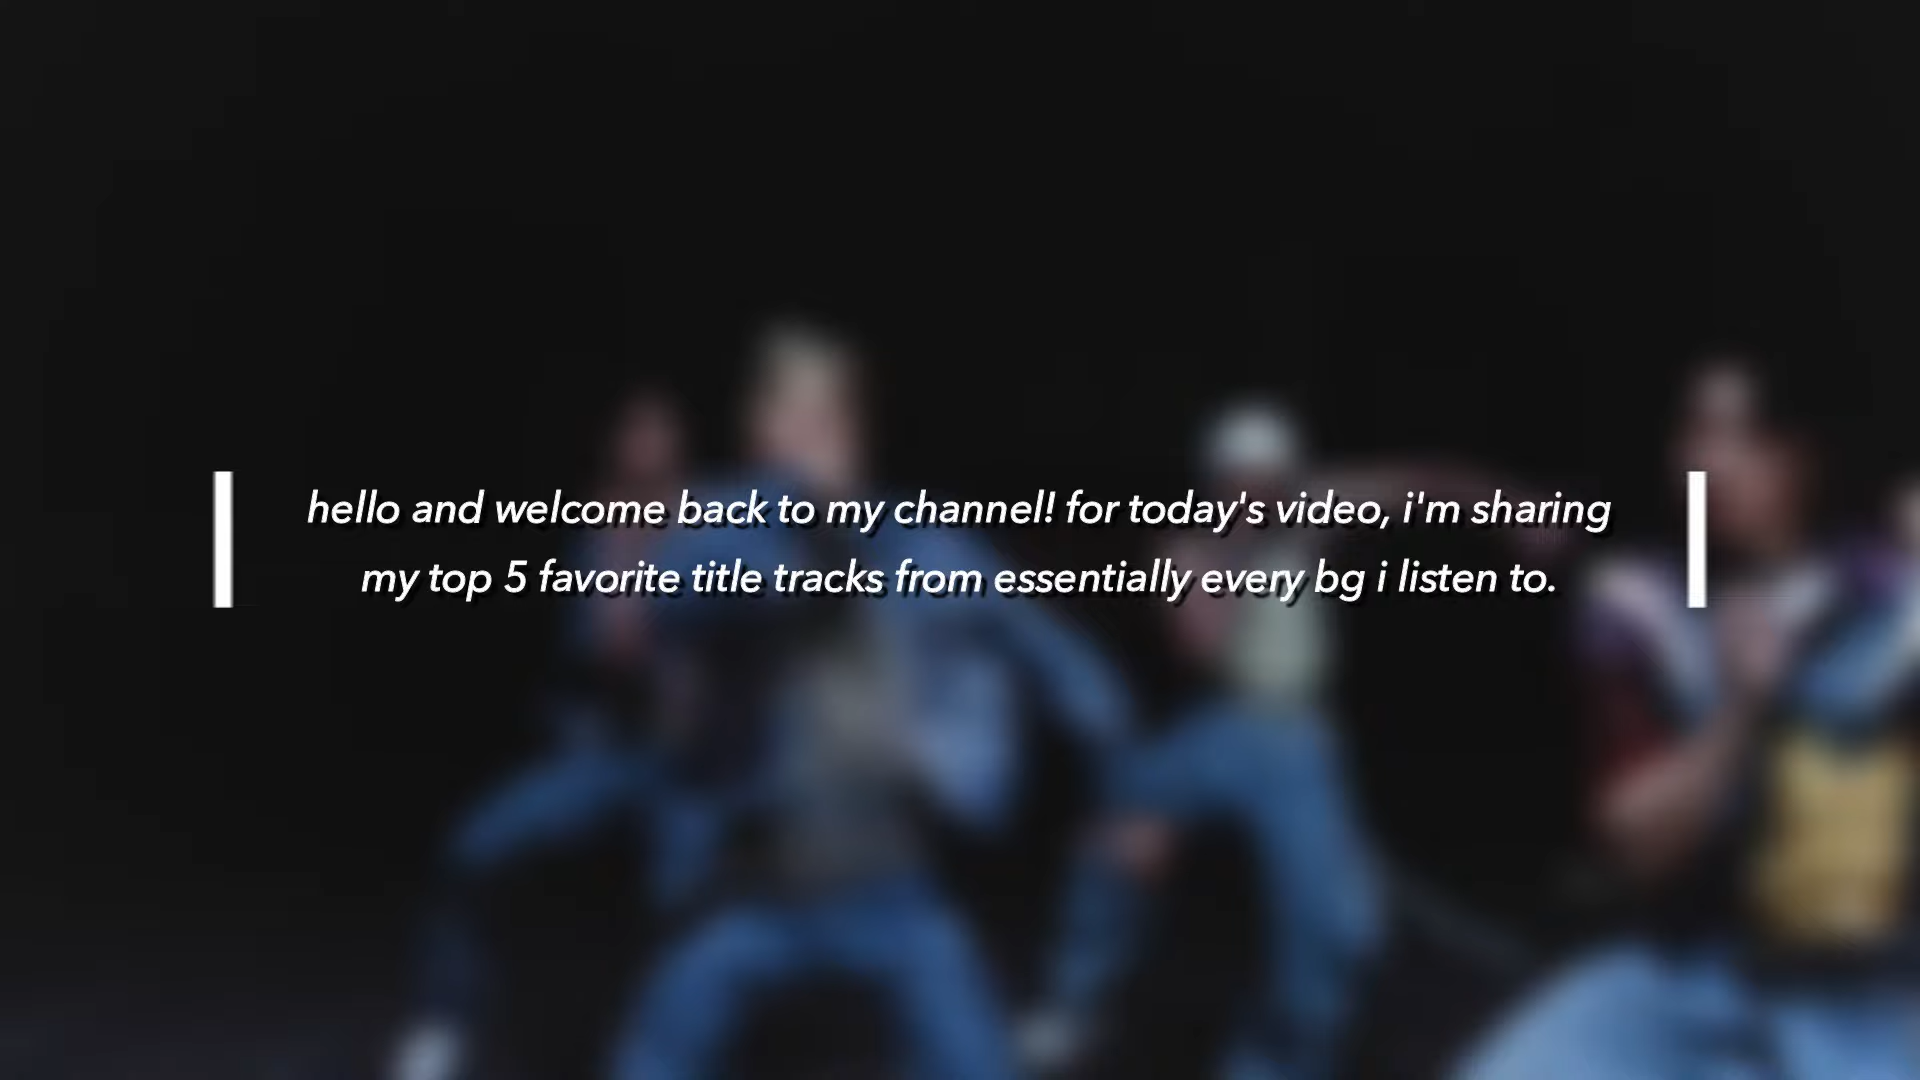 hello and welcome back to my channel! for today's video, i'm sharing
my top 5 favorite title tracks from essentially every bg i listen to.